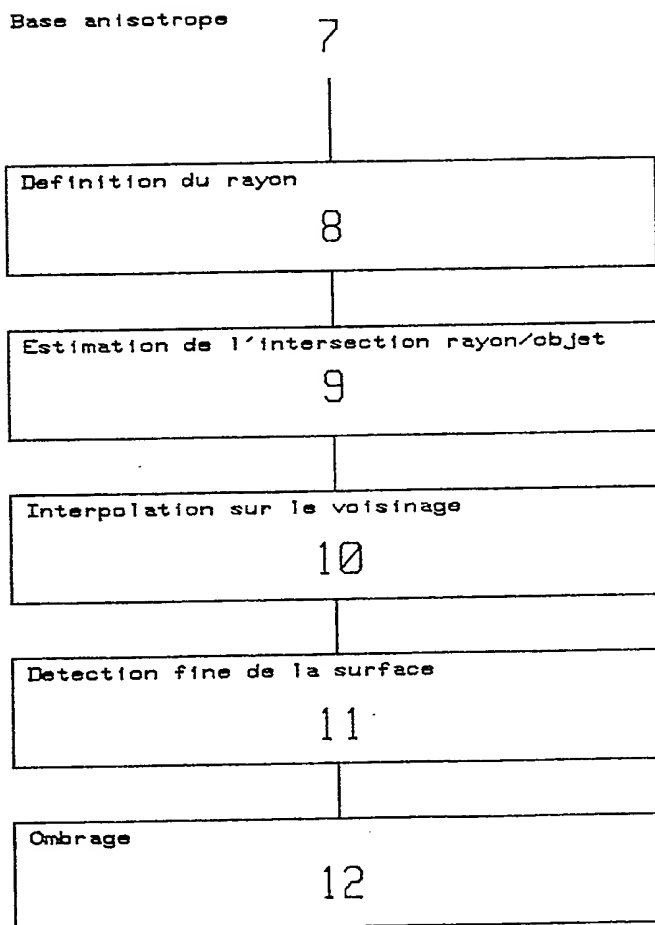 Base anisotrope
7
Definition du rayon
8
Estimation de l'intersection rayon/objet
9
Interpolation sur le voisinage
10
Detection fine de la surface
11
Ombrage
12